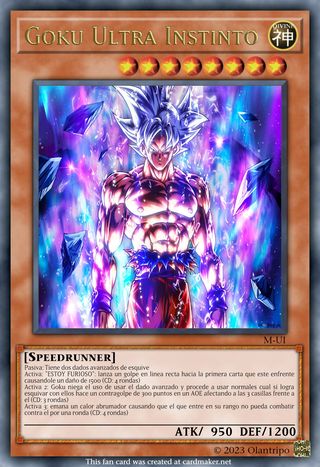 GOKU ULTRA INSTINTO
DIVINE
神
M-UI
[SPEEDRUNNER]
Pasiva: Tiene dos dados avanzados de esquive
Activa: "ESTOY FURIOSO": lanza un golpe en linea recta hacia la primera carta que este enfrente
causandole un daño de 1500 (CD: 4 rondas)
Activa 2: Goku niega el uso de usar el dado avanzado y procede a usar normales cual si logra
esquivar con ellos hace un contragolpe de 300 puntos en un AOE afectando a las 3 casillas frente a
el (CD: 3 rondas)
Activa 3: emana un calor abrumador causando que el que entre en su rango no pueda combatir
contra el por una ronda (CD: 4 rondas)
ATK/ 950 DEF/1200
©2023 Olantripo
This fan card was created at cardmaker.net